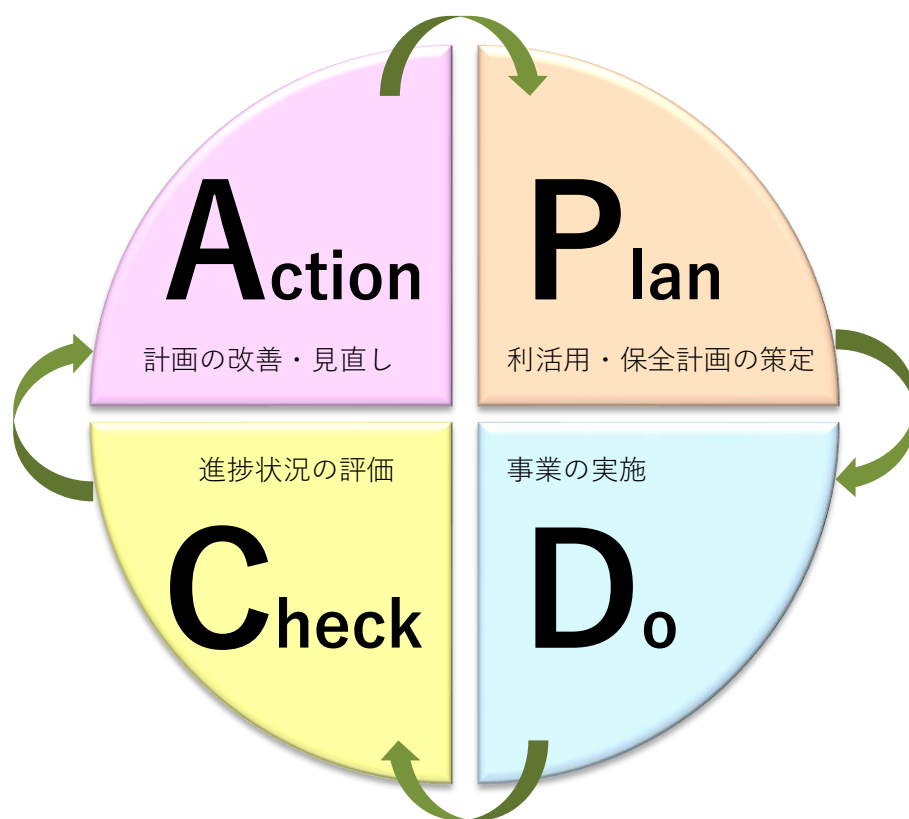 Action
計画の改善・見直し
Plan
利活用・保全計画の策定
進捗状況の評価
Check
事業の実施
Do